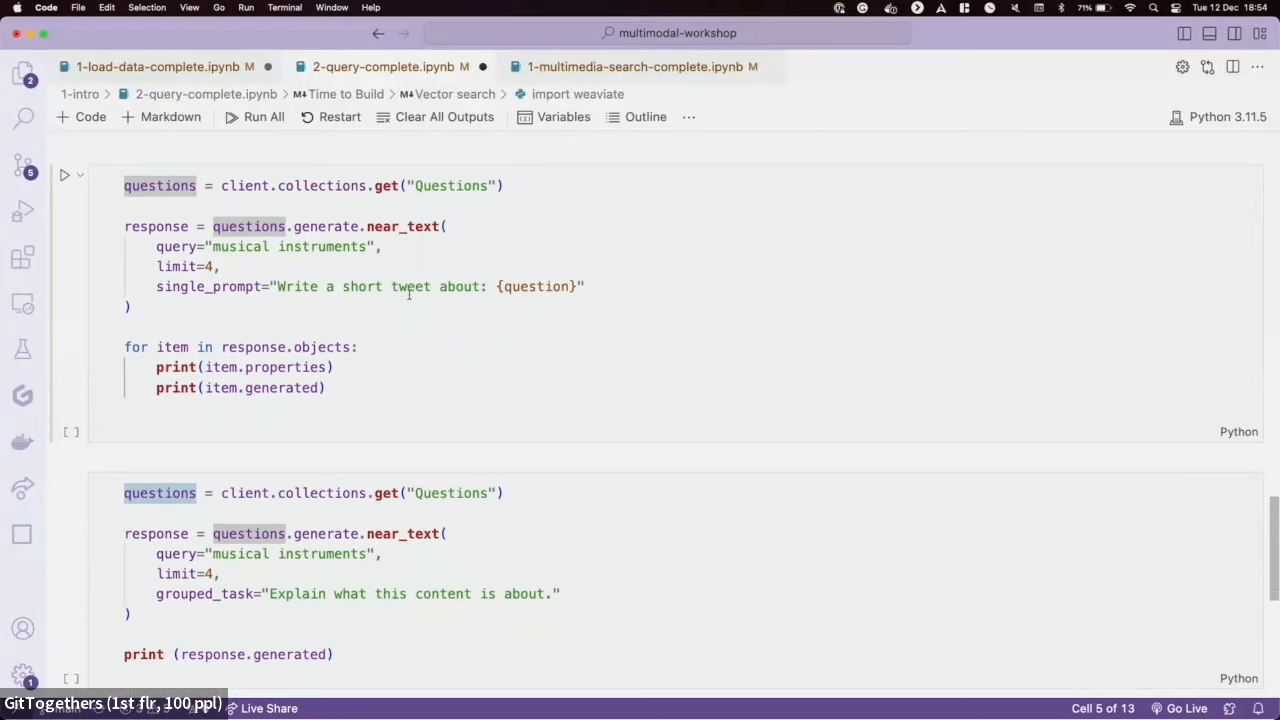 Code File Edit Selection View Go Run Terminal Window Help 71% Tue 12 Dec 18:54
multimodal-workshop
1-load-data-complete.ipynb M 2-query-complete.ipynb M 1-multimedia-search-complete.ipynb M
1-intro > 2-query-complete.ipynb > M↓Time to Build > M↓Vector search > import weaviate
+ Code + Markdown Run All Restart Clear All Outputs Variables Outline ... Python 3.11.5
2
5
questions = client.collections.get("Questions")
response = questions.generate.near_text(
query="musical instruments",
limit=4,
single_prompt="Write a short tweet about: {question}"
)
for item in response.objects:
print(item.properties)
print(item.generated)
[ ] Python
questions = client.collections.get("Questions")
response = questions.generate.near_text(
query="musical instruments",
limit=4,
grouped_task="Explain what this content is about."
)
print (response.generated)
[ ] Python
1
GitTogethers (1st flr, 100 ppl)
Live Share Cell 5 of 13 Go Live